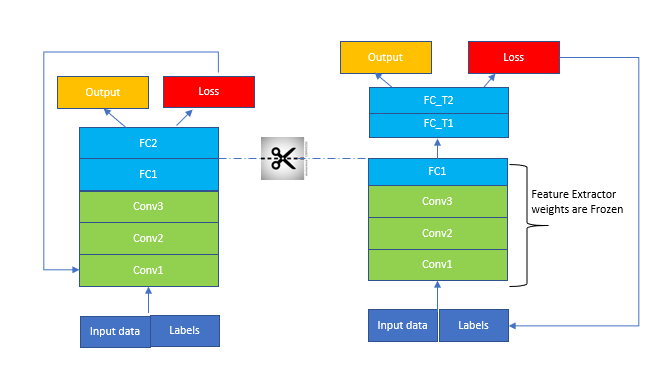 Output
Loss
FC2
FC1
Conv3
Conv2
Conv1
Input data
Labels
Output
Loss
FC_T2
FC_T1
FC1
Conv3
Conv2
Conv1
Input data
Labels
Feature Extractor
weights are Frozen